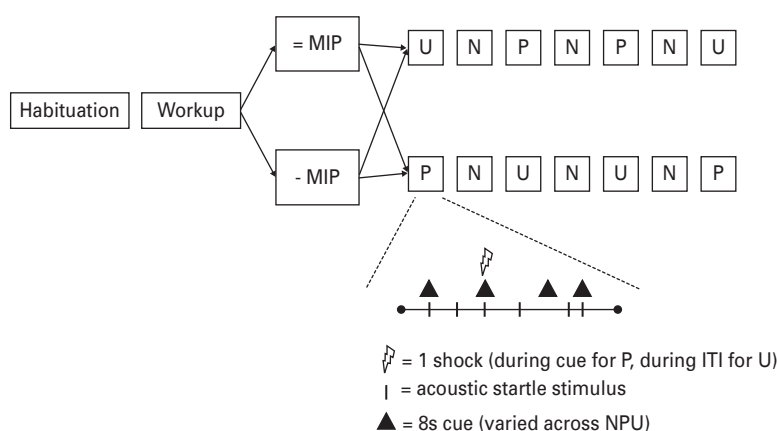 = MIP
U N P N P N U
Habituation
Workup
- MIP
P N U N U N P
= 1 shock (during cue for P, during ITI for U)
= acoustic startle stimulus
= 8s cue (varied across NPU)